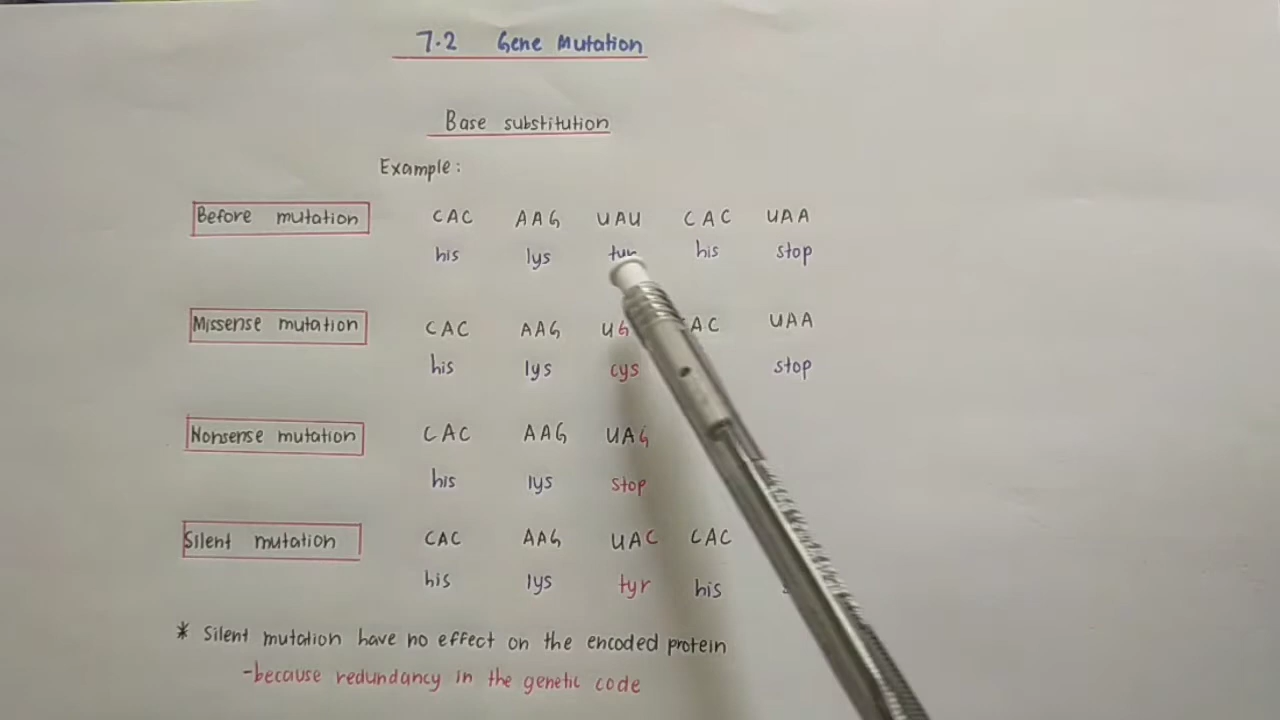 7.2 Gene Mutation
Base substitution
Example:
Before mutation CAC AAG UAU CAC UAA
his lys his stop
Missense mutation CAC AAG AC UAA
his lys cys stop
Nonsense mutation CAC AAG UAG
his lys stop
Silent mutation CAC AAG UAC CAC
his lys tyr his
* Silent mutation have no effect on the encoded protein
-because redundancy in the genetic code